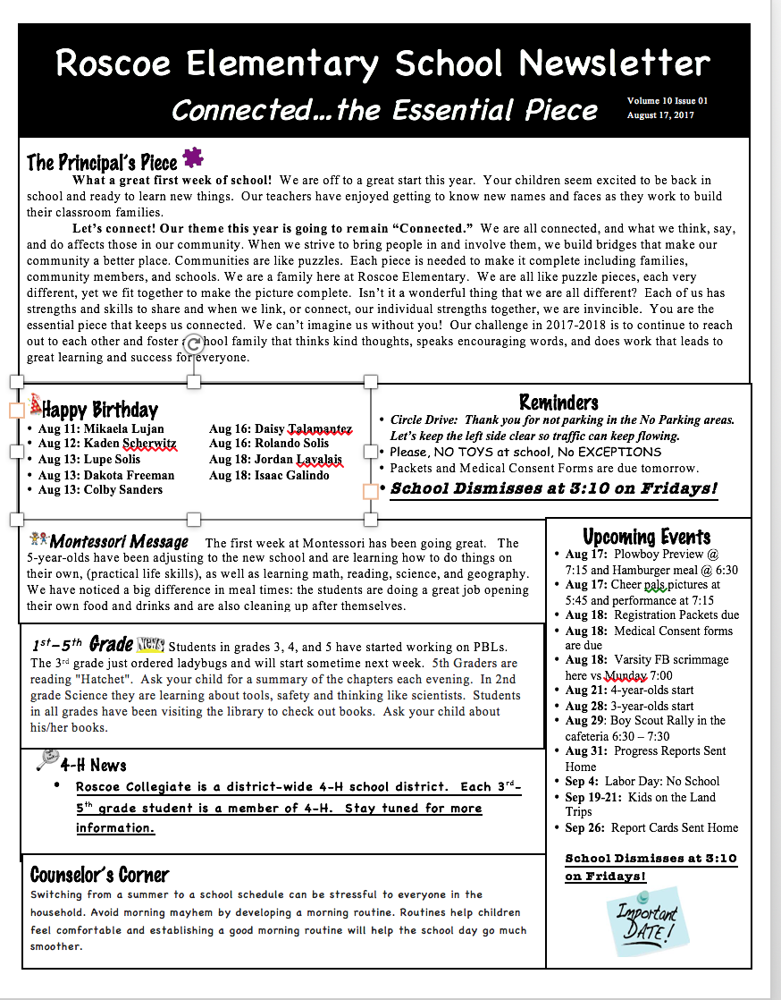 Roscoe Elementary School Newsletter
Connected…the Essential Piece
Volume 10 Issue 01
August 17, 2017
The Principal's Piece
What a great first week of school!  We are off to a great start this year.  Your children seem excited to be back in
school and ready to learn new things.  Our teachers have enjoyed getting to know new names and faces as they work to build
their classroom families.
Let's connect! Our theme this year is going to remain "Connected."  We are all connected, and what we think, say,
and do affects those in our community. When we strive to bring people in and involve them, we build bridges that make our
community a better place. Communities are like puzzles.  Each piece is needed to make it complete including families,
community members, and schools. We are a family here at Roscoe Elementary.  We are all like puzzle pieces, each very
different, yet we fit together to make the picture complete.  Isn't it a wonderful thing that we are all different?  Each of us has
strengths and skills to share and when we link, or connect, our individual strengths together, we are invincible.  You are the
essential piece that keeps us connected.  We can't imagine us without you!  Our challenge in 2017-2018 is to continue to reach
out to each other and foster hool family that thinks kind thoughts, speaks encouraging words, and does work that leads to
great learning and success for everyone.
Happy Birthday
• Aug 11: Mikaela Lujan
• Aug 12: Kaden Scherwitz
• Aug 13: Lupe Solis
• Aug 13: Dakota Freeman
• Aug 13: Colby Sanders
Aug 16: Daisy Talamantez
Aug 16: Rolando Solis
Aug 18: Jordan Lavalais
Aug 18: Isaac Galindo
Reminders
• Circle Drive:  Thank you for not parking in the No Parking areas.
Let's keep the left side clear so traffic can keep flowing.
• Please, NO TOYS at school, No EXCEPTIONS
• Packets and Medical Consent Forms are due tomorrow.
• School Dismisses at 3:10 on Fridays!
Montessori Message The first week at Montessori has been going great.   The
5-year-olds have been adjusting to the new school and are learning how to do things on
their own, (practical life skills), as well as learning math, reading, science, and geography.
We have noticed a big difference in meal times: the students are doing a great job opening
their own food and drinks and are also cleaning up after themselves.
1st-5th Grade News Students in grades 3, 4, and 5 have started working on PBLs.
The 3rd grade just ordered ladybugs and will start sometime next week.  5th Graders are
reading "Hatchet".  Ask your child for a summary of the chapters each evening.  In 2nd
grade Science they are learning about tools, safety and thinking like scientists.  Students
in all grades have been visiting the library to check out books.  Ask your child about
his/her books.
4-H News
• Roscoe Collegiate is a district-wide 4-H school district.  Each 3rd-
5th grade student is a member of 4-H.  Stay tuned for more
information.
Counselor's Corner
Switching from a summer to a school schedule can be stressful to everyone in the
household. Avoid morning mayhem by developing a morning routine. Routines help children
feel comfortable and establishing a good morning routine will help the school day go much
smoother.
Upcoming Events
• Aug 17:  Plowboy Preview @
7:15 and Hamburger meal @ 6:30
• Aug 17: Cheer pals pictures at
5:45 and performance at 7:15
• Aug 18:  Registration Packets due
• Aug 18:  Medical Consent forms
are due
• Aug 18:  Varsity FB scrimmage
here vs Munday 7:00
• Aug 21: 4-year-olds start
• Aug 28: 3-year-olds start
• Aug 29: Boy Scout Rally in the
cafeteria 6:30 – 7:30
• Aug 31:  Progress Reports Sent
Home
• Sep 4:  Labor Day: No School
• Sep 19-21:  Kids on the Land
Trips
• Sep 26:  Report Cards Sent Home
School Dismisses at 3:10
on Fridays!
Important
DATE!